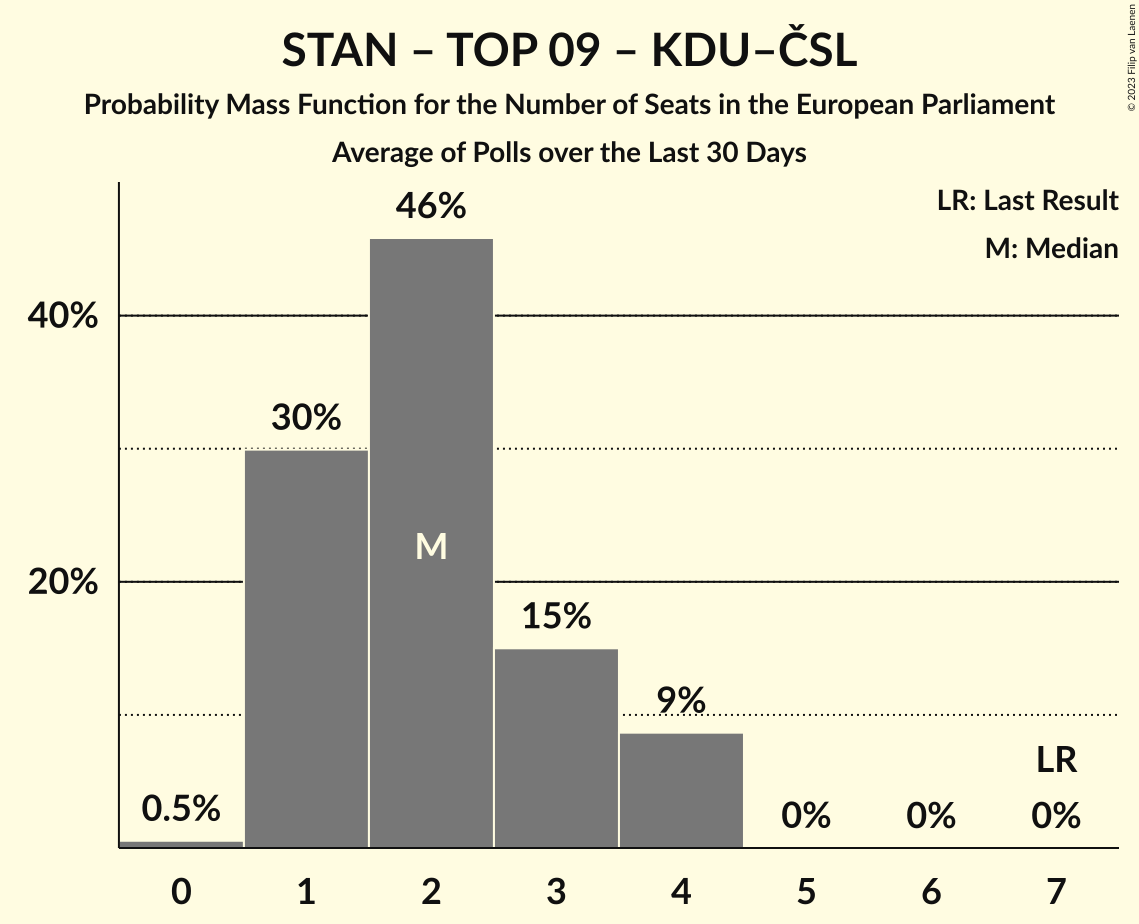 STAN – TOP 09 – KDU–ČSL
Probability Mass Function for the Number of Seats in the European Parliament
Average of Polls over the Last 30 Days
© 2023 Filip van Laenen
LR: Last Result
M: Median
46%
40%
30%
M
20%
15%
9%
LR
0.5%
0%
0%
0%
0 1 2 3 4 5 6 7